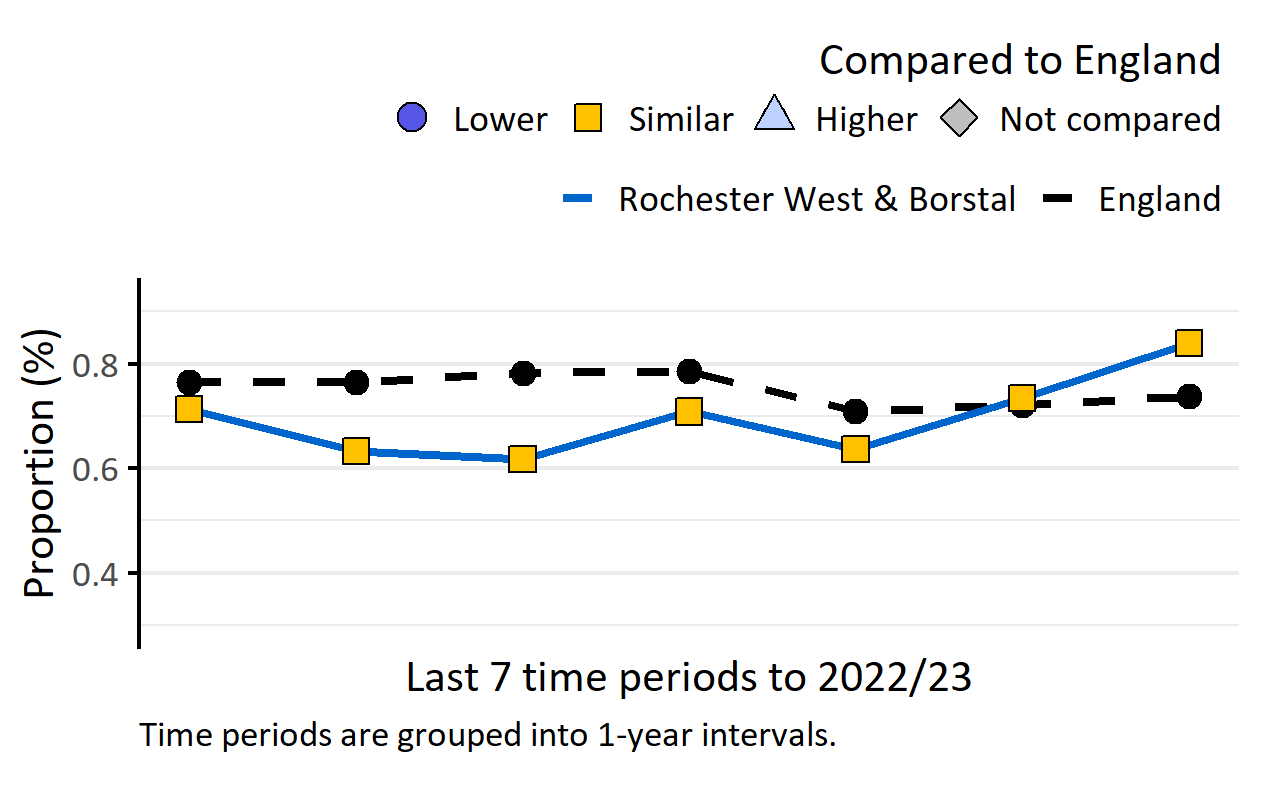 Compared to England
Lower Similar Higher Not compared
Rochester West & Borstal England
Proportion (%)
0.8
0.6
0.4
Last 7 time periods to 2022/23
Time periods are grouped into 1-year intervals.